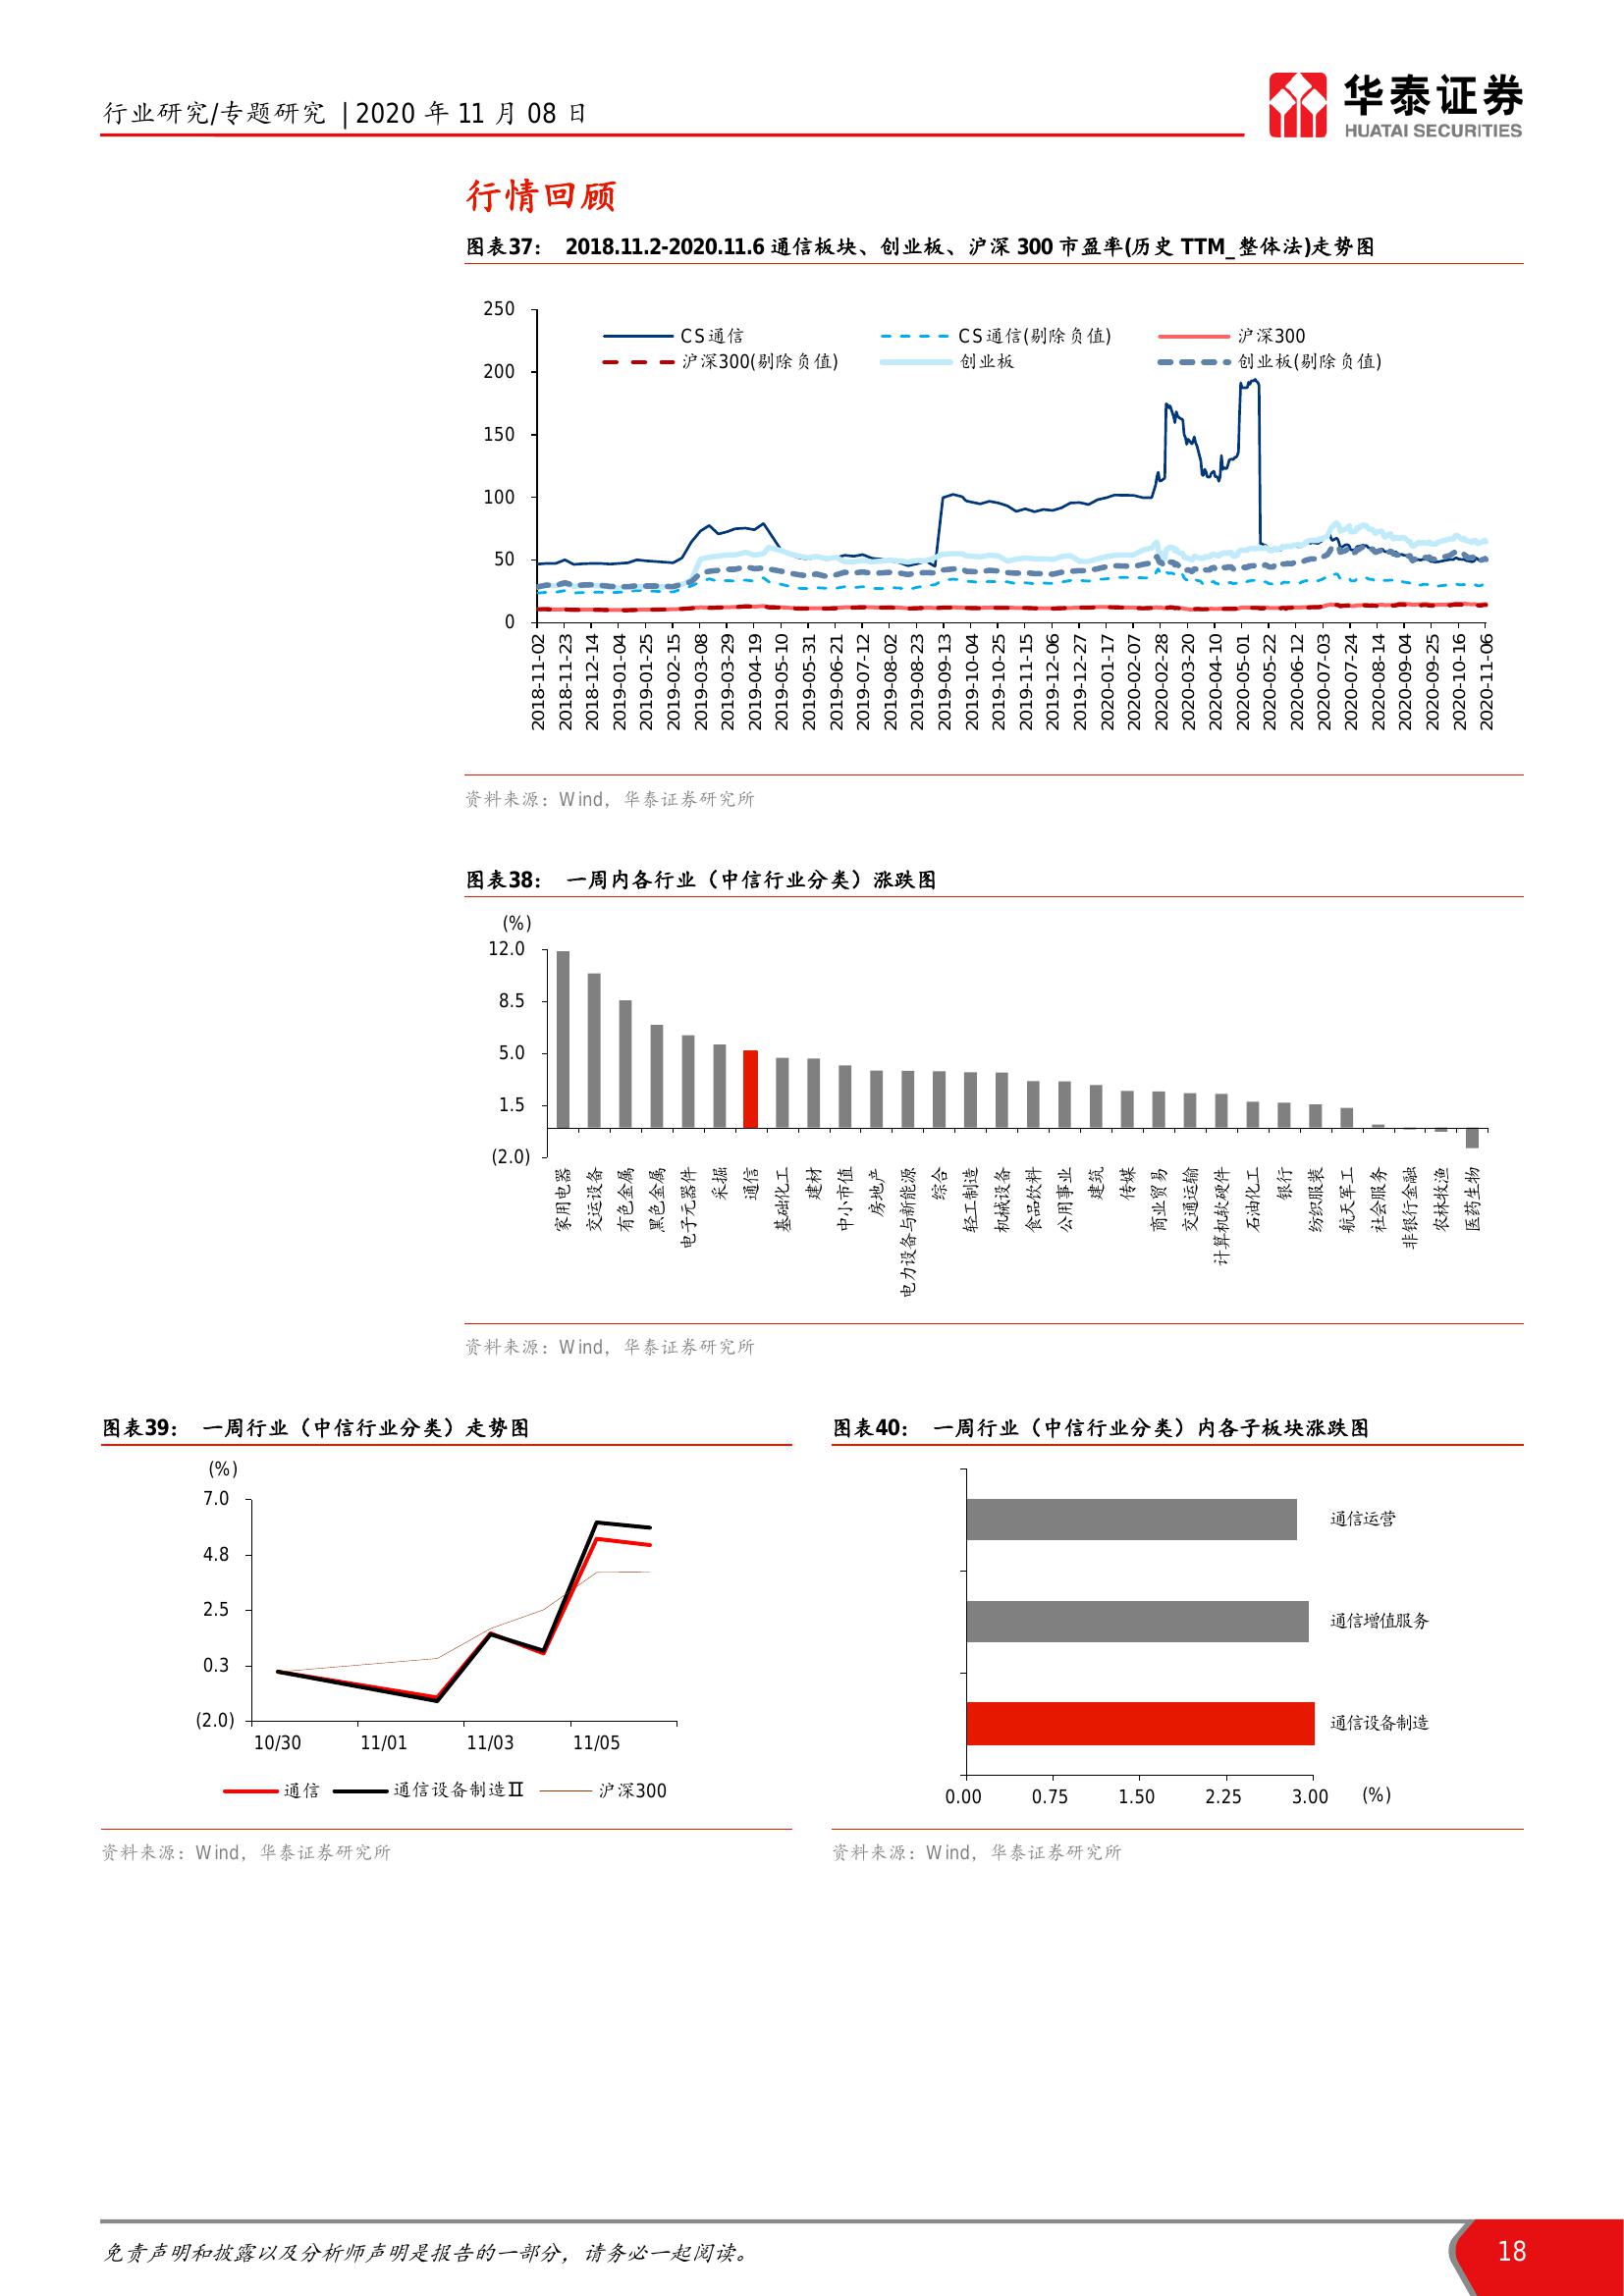 行业研究/专题研究 | 2020 年 11 月 08 日
华泰证券
HUATAI SECURITIES
行情回顾
图表37： 2018.11.2-2020.11.6 通信板块、创业板、沪深 300 市盈率(历史 TTM_整体法)走势图
250
200
150
100
50
0
CS通信 CS通信(剔除负值) 沪深300
沪深300(剔除负值) 创业板 创业板(剔除负值)
2018-11-02
2018-11-23
2018-12-14
2019-01-04
2019-01-25
2019-02-15
2019-03-08
2019-03-29
2019-04-19
2019-05-10
2019-05-31
2019-06-21
2019-07-12
2019-08-02
2019-08-23
2019-09-13
2019-10-04
2019-10-25
2019-11-15
2019-12-06
2019-12-27
2020-01-17
2020-02-07
2020-02-28
2020-03-20
2020-04-10
2020-05-01
2020-05-22
2020-06-12
2020-07-03
2020-07-24
2020-08-14
2020-09-04
2020-09-25
2020-10-16
2020-11-06
资料来源：Wind，华泰证券研究所
图表38： 一周内各行业（中信行业分类）涨跌图
(%)
12.0
8.5
5.0
1.5
(2.0)
家用电器
交运设备
有色金属
黑色金属
电子元器件
采掘
通信
基础化工
建材
中小市值
房地产
电力设备与新能源
综合
轻工制造
机械设备
食品饮料
公用事业
建筑
传媒
商业贸易
交通运输
计算机软硬件
石油化工
银行
纺织服装
航天军工
社会服务
非银行金融
农林牧渔
医药生物
资料来源：Wind，华泰证券研究所
图表39： 一周行业（中信行业分类）走势图
(%)
7.0
4.8
2.5
0.3
(2.0)
10/30 11/01 11/03 11/05
通信 通信设备制造II 沪深300
资料来源：Wind，华泰证券研究所
图表40： 一周行业（中信行业分类）内各子板块涨跌图
通信运营
通信增值服务
通信设备制造
0.00 0.75 1.50 2.25 3.00 (%)
资料来源：Wind，华泰证券研究所
免责声明和披露以及分析师声明是报告的一部分，请务必一起阅读。
18